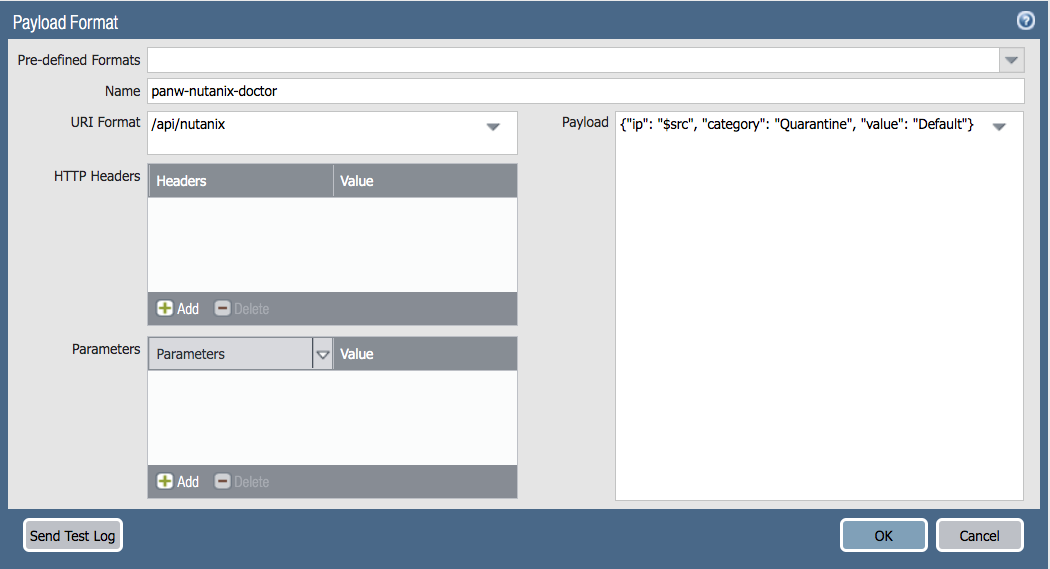 Payload Format
Pre-defined Formats
Name panw-nutanix-doctor
URI Format /api/nutanix
Payload {"ip": "$src", "category": "Quarantine", "value": "Default"}
HTTP Headers
Headers Value
Add Delete
Parameters
Parameters Value
Add Delete
Send Test Log OK Cancel